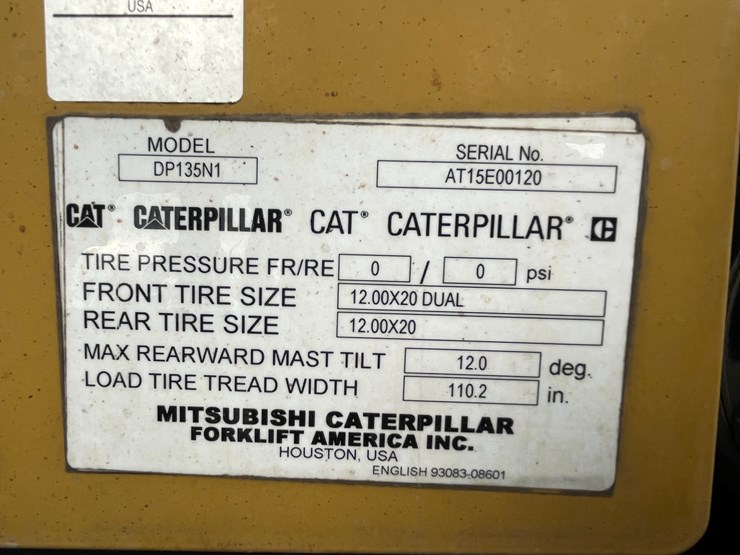 USA
MODEL
DP135N1
SERIAL No.
AT15E00120
CAT® CATERPILLAR® CAT® CATERPILLAR®
TIRE PRESSURE FR/RE 0 / 0 psi
FRONT TIRE SIZE 12.00X20 DUAL
REAR TIRE SIZE 12.00X20
MAX REARWARD MAST TILT 12.0 deg.
LOAD TIRE TREAD WIDTH 110.2 in.
MITSUBISHI CATERPILLAR
FORKLIFT AMERICA INC.
HOUSTON, USA
ENGLISH 93083-08601